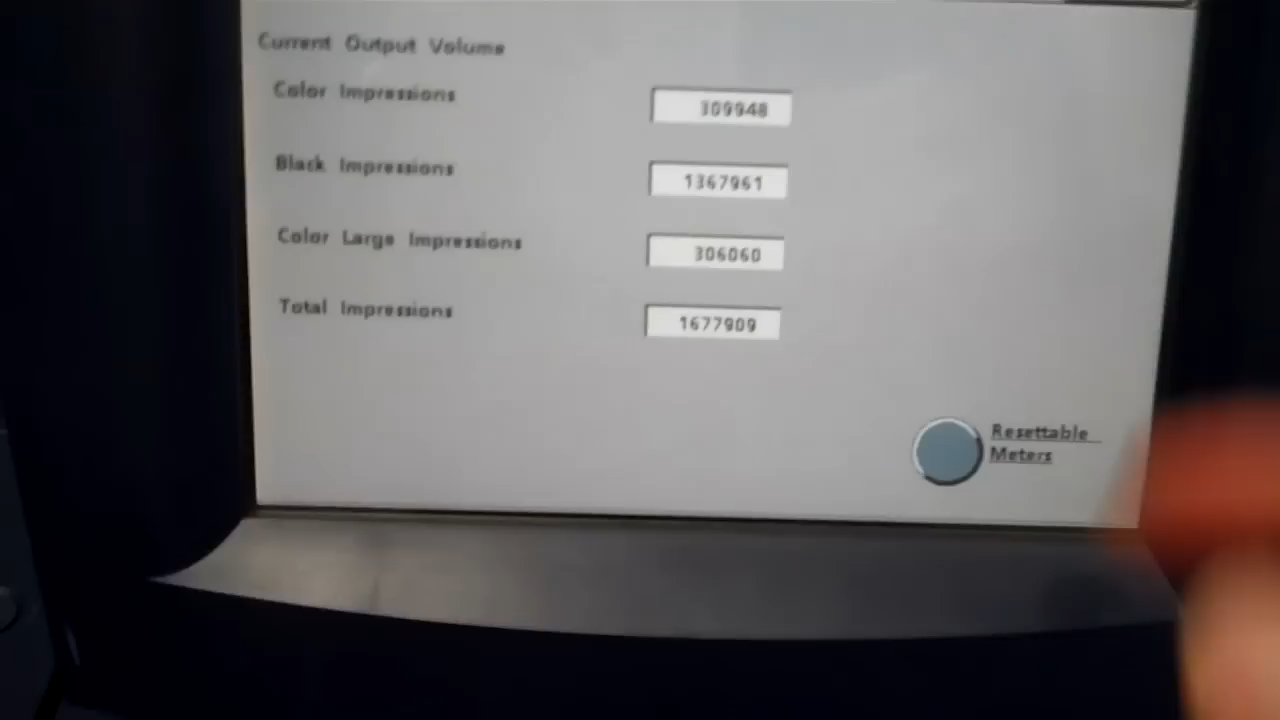 Current Output Volume
Color Impressions 309948
Black Impressions 1367961
Color Large Impressions 306060
Total Impressions 1677909
Resettable
Meters